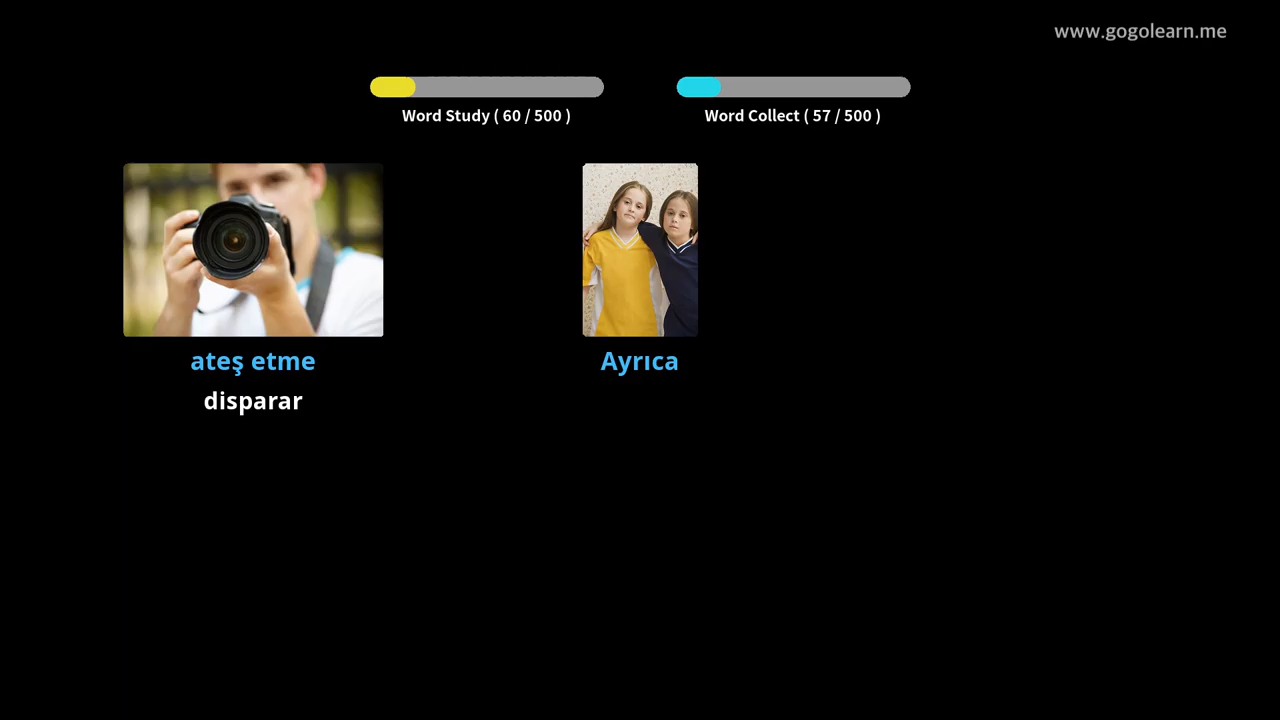 www.gogolearn.me
Word Study ( 60 / 500 )
Word Collect ( 57 / 500 )
ateş etme
disparar
Ayrıca